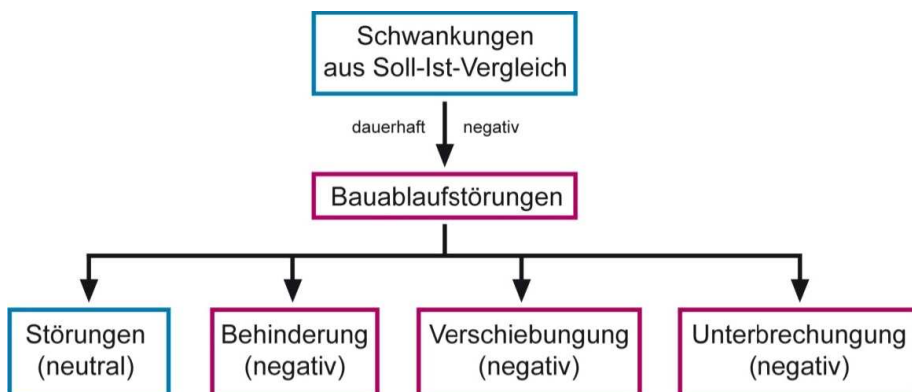 Schwankungen
aus Soll-Ist-Vergleich
dauerhaft negativ
Bauablaufstörungen
Störungen
(neutral)
Behinderung
(negativ)
Verschiebungung
(negativ)
Unterbrechungung
(negativ)